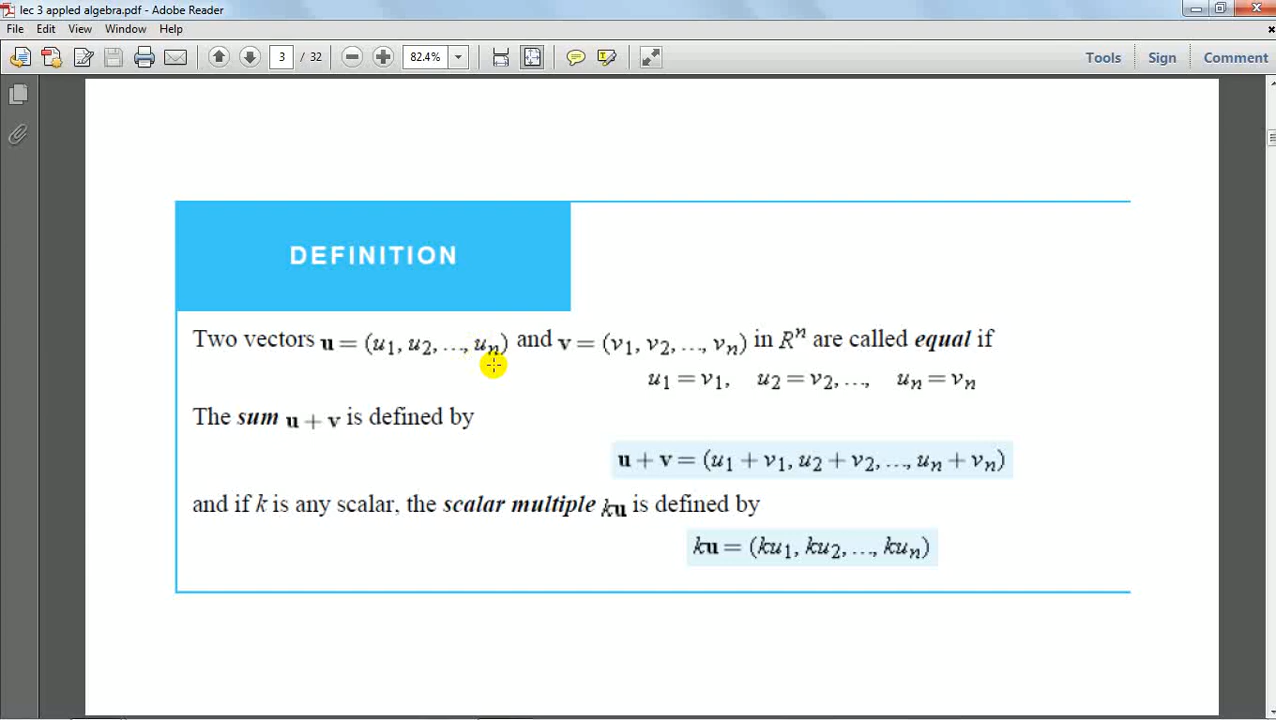 lec 3 appled algebra.pdf - Adobe Reader
File Edit View Window Help
3 / 32 82.4% Tools Sign Comment
DEFINITION
Two vectors u = (u₁, u₂, ..., uₙ) and v = (v₁, v₂, ..., vₙ) in Rⁿ are called equal if
u₁ = v₁, u₂ = v₂, ..., uₙ = vₙ
The sum u + v is defined by
u + v = (u₁ + v₁, u₂ + v₂, ..., uₙ + vₙ)
and if k is any scalar, the scalar multiple ku is defined by
ku = (ku₁, ku₂, ..., kuₙ)